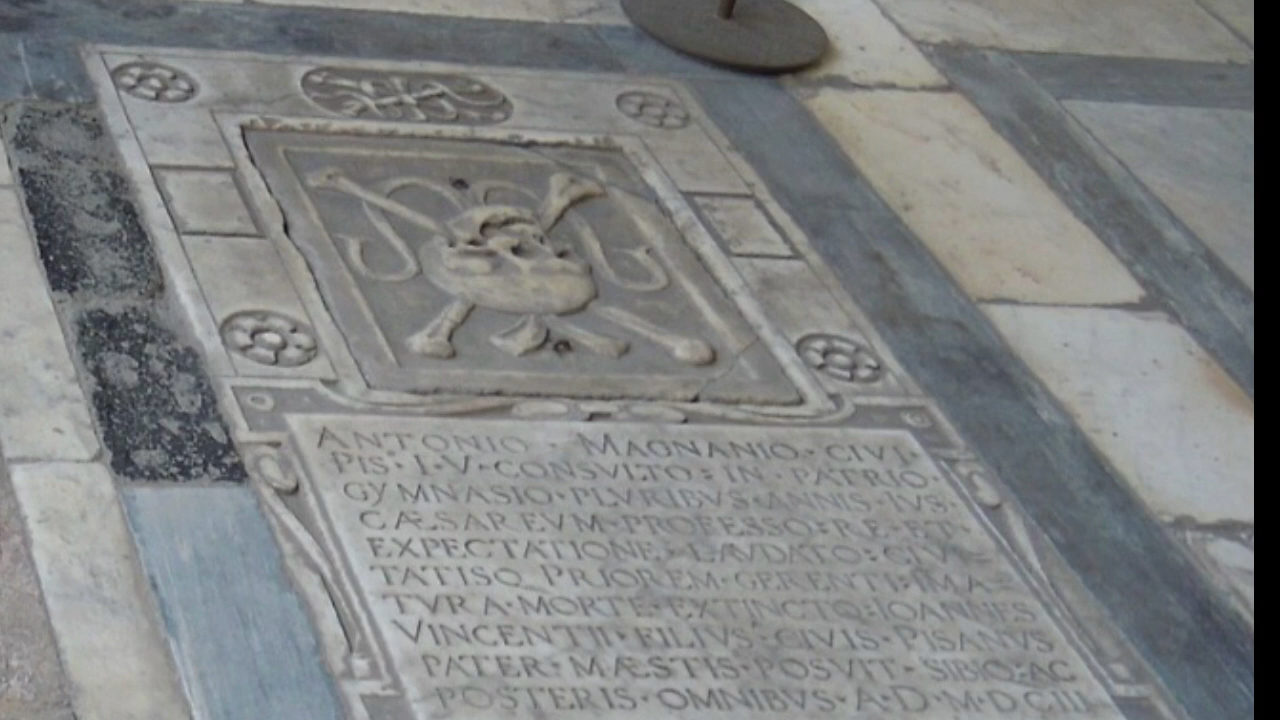 ANTONIO · MAGNANIO · CIVI ·
PIS · I · V · CONSVLTO : IN · PATRIO ·
GYMNASIO · PLVRIBVS · ANNIS · IVS ·
CÆSAREVM · PROFESSO : RE · ET ·
EXPECTATIONE · LAVDATO : CIVI
TATISQ PRIOREM · GERENTI : IMA
TVRA · MORTE · EXTINCTO : IOANNES
VINCENTII · FILIVS · CIVIS · PISANVS
PATER · MÆSTIS · POSVIT · SIBIQ : AC
POSTERIS · OMNIBVS · A · D · M · D C III